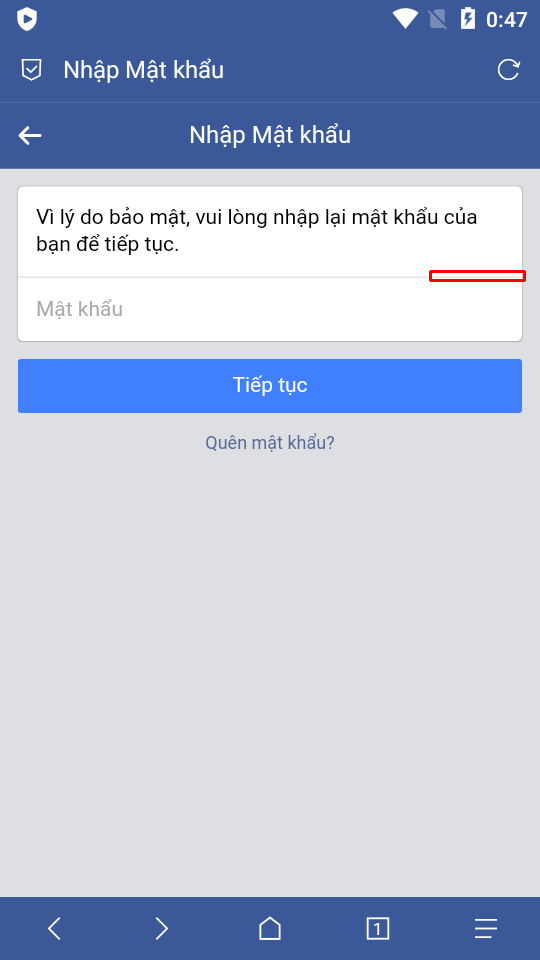 0:47
Nhập Mật khẩu
Nhập Mật khẩu
Vì lý do bảo mật, vui lòng nhập lại mật khẩu của
bạn để tiếp tục.
Mật khẩu
Tiếp tục
Quên mật khẩu?
1